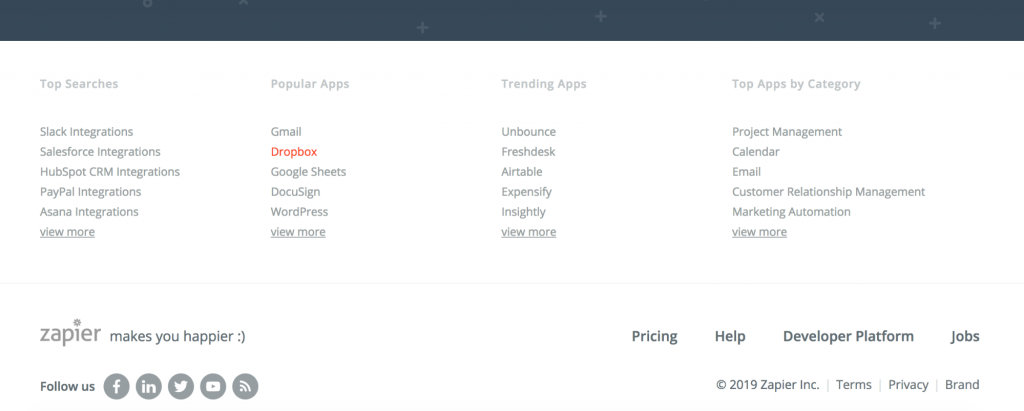 Top Searches
Slack Integrations
Salesforce Integrations
HubSpot CRM Integrations
PayPal Integrations
Asana Integrations
view more
Popular Apps
Gmail
Dropbox
Google Sheets
DocuSign
WordPress
view more
Trending Apps
Unbounce
Freshdesk
Airtable
Expensify
Insightly
view more
Top Apps by Category
Project Management
Calendar
Email
Customer Relationship Management
Marketing Automation
view more
zapier makes you happier :)
Pricing Help Developer Platform Jobs
Follow us
© 2019 Zapier Inc. | Terms | Privacy | Brand